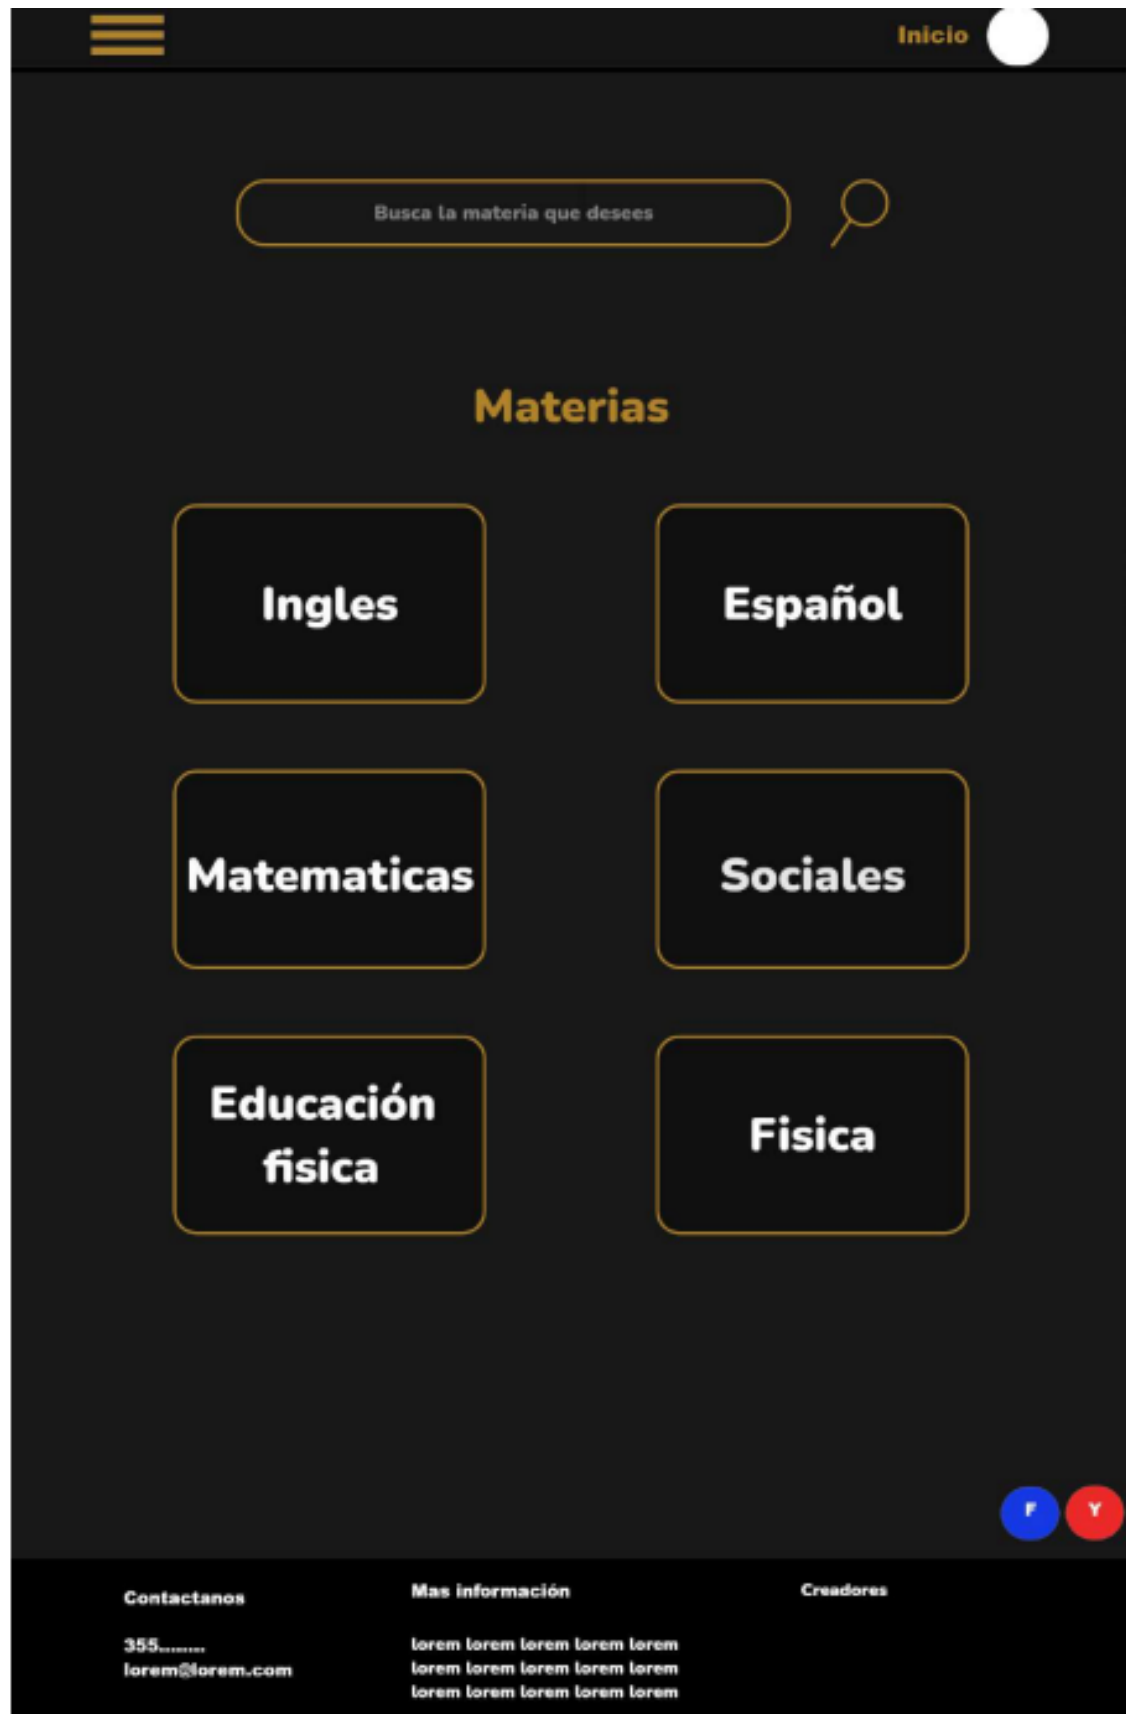 Inicio
Busca la materia que desees
Materias
Ingles
Español
Matematicas
Sociales
Educación
fisica
Fisica
F
Y
Contactanos
355.........
lorem@lorem.com
Mas información
lorem lorem lorem lorem lorem
lorem lorem lorem lorem lorem
lorem lorem lorem lorem lorem
Creadores